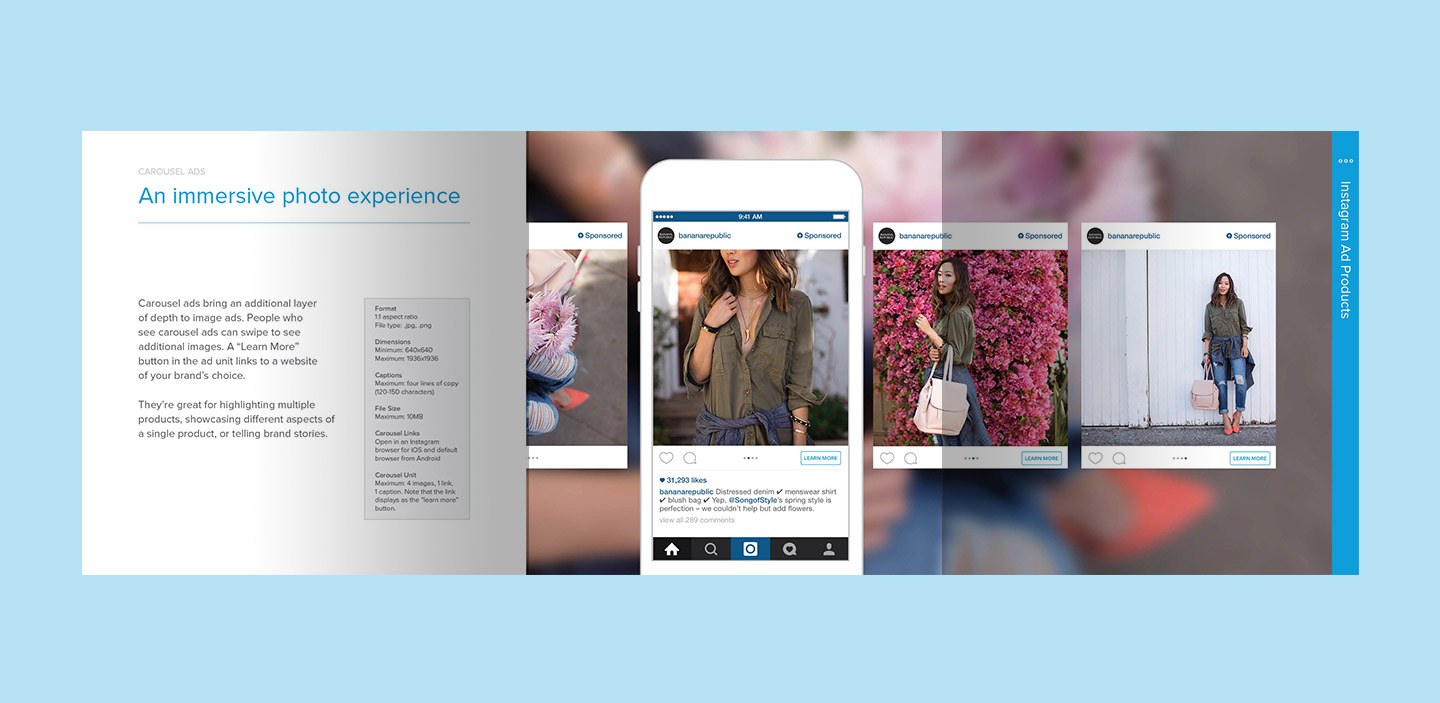 CAROUSEL ADS
An immersive photo experience
Carousel ads bring an additional layer
of depth to image ads. People who
see carousel ads can swipe to see
additional images. A “Learn More”
button in the ad unit links to a website
of your brand’s choice.
They’re great for highlighting multiple
products, showcasing different aspects of
a single product, or telling brand stories.
Format
1:1 aspect ratio
File type: .jpg, .png
Dimensions
Minimum: 640x640
Maximum: 1936x1936
Captions
Maximum: four lines of copy
(120-150 characters)
File Size
Maximum: 10MB
Carousel Links
Open in an Instagram
browser for iOS and default
browser from Android
Carousel Unit
Maximum: 4 images, 1 link,
1 caption. Note that the link
displays as the "learn more"
button.
Sponsored
9:41 AM
BANANA
REPUBLIC
bananarepublic
Sponsored
LEARN MORE
31,293 likes
bananarepublic Distressed denim ✔ menswear shirt
✔ blush bag ✔ Yep, @SongofStyle's spring style is
perfection – we couldn't help but add flowers.
view all 289 comments
BANANA
REPUBLIC
bananarepublic
Sponsored
LEARN MORE
BANANA
REPUBLIC
bananarepublic
Sponsored
LEARN MORE
Instagram Ad Products